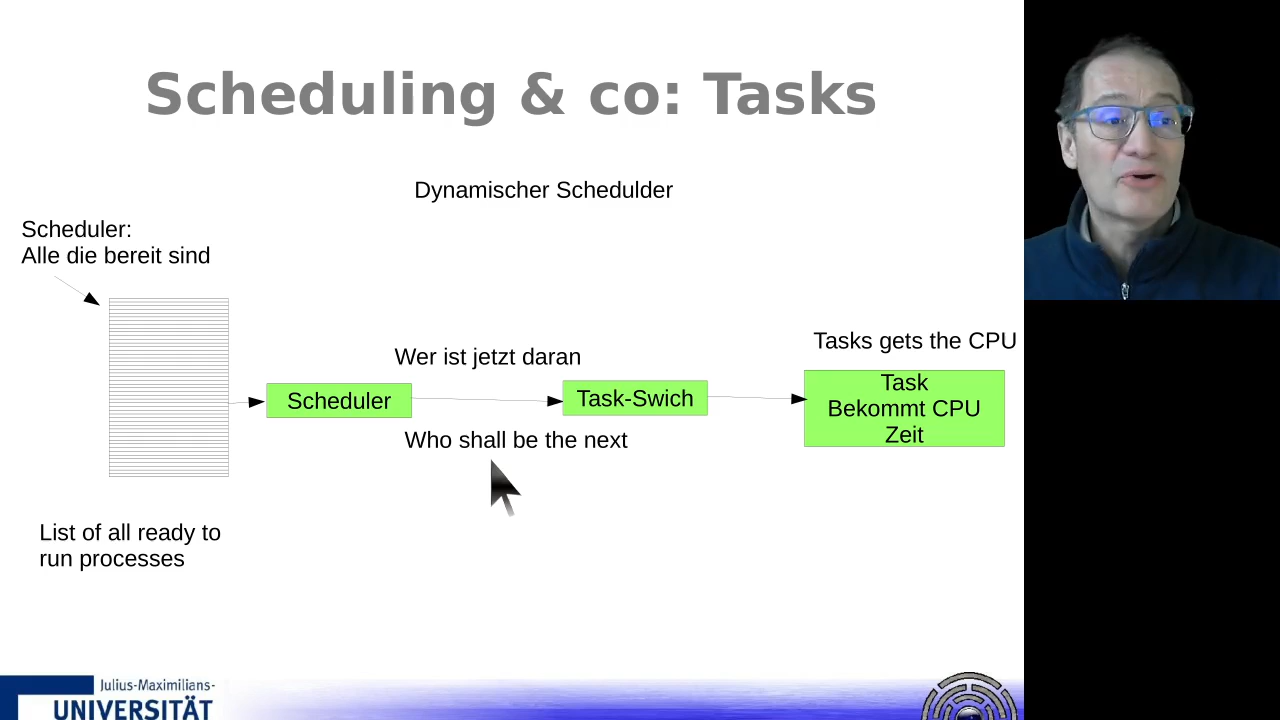 Scheduling & co: Tasks
Dynamischer Schedulder
Scheduler:
Alle die bereit sind
Tasks gets the CPU
Wer ist jetzt daran
Scheduler
Task-Swich
Task
Bekommt CPU
Zeit
Who shall be the next
List of all ready to
run processes
Julius-Maximilians-
UNIVERSITÄT